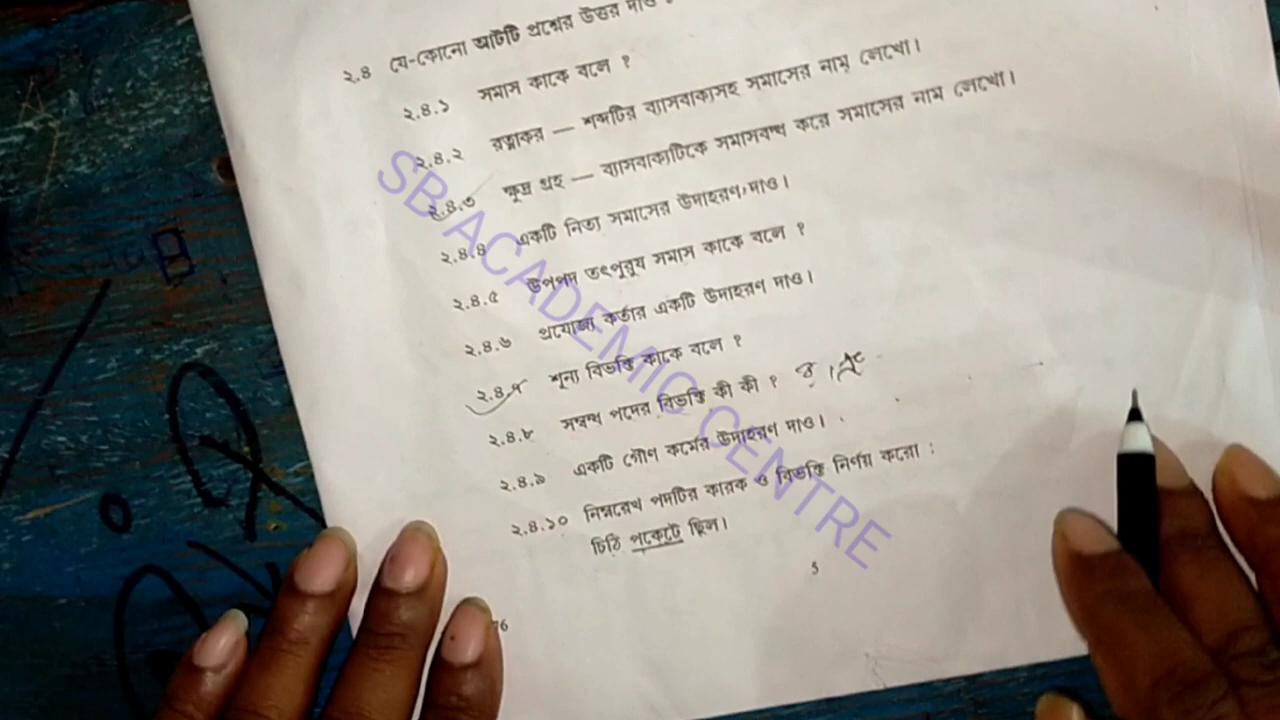 ২.৪ যে-কোনো আটটি প্রশ্নের উত্তর দাও :
২.৪.১ সমাস কাকে বলে ?
২.৪.২ রত্নাকর — শব্দটির ব্যাসবাক্যসহ সমাসের নাম লেখো।
২.৪.৩ ক্ষুদ্র গ্রহ — ব্যাসবাক্যটিকে সমাসবদ্ধ করে সমাসের নাম লেখো।
২.৪.৪ একটি নিত্য সমাসের উদাহরণ দাও।
২.৪.৫ উপপদ তৎপুরুষ সমাস কাকে বলে ?
২.৪.৬ প্রযোজ্য কর্তার একটি উদাহরণ দাও।
২.৪.৭ শূন্য বিভক্তি কাকে বলে ?
২.৪.৮ সম্বন্ধ পদের বিভক্তি কী কী ?
২.৪.৯ একটি গৌণ কর্মের উদাহরণ দাও।
২.৪.১০ নিম্নরেখ পদটির কারক ও বিভক্তি নির্ণয় করো :
চিঠি পকেটে ছিল।
SB ACADEMIC CENTRE